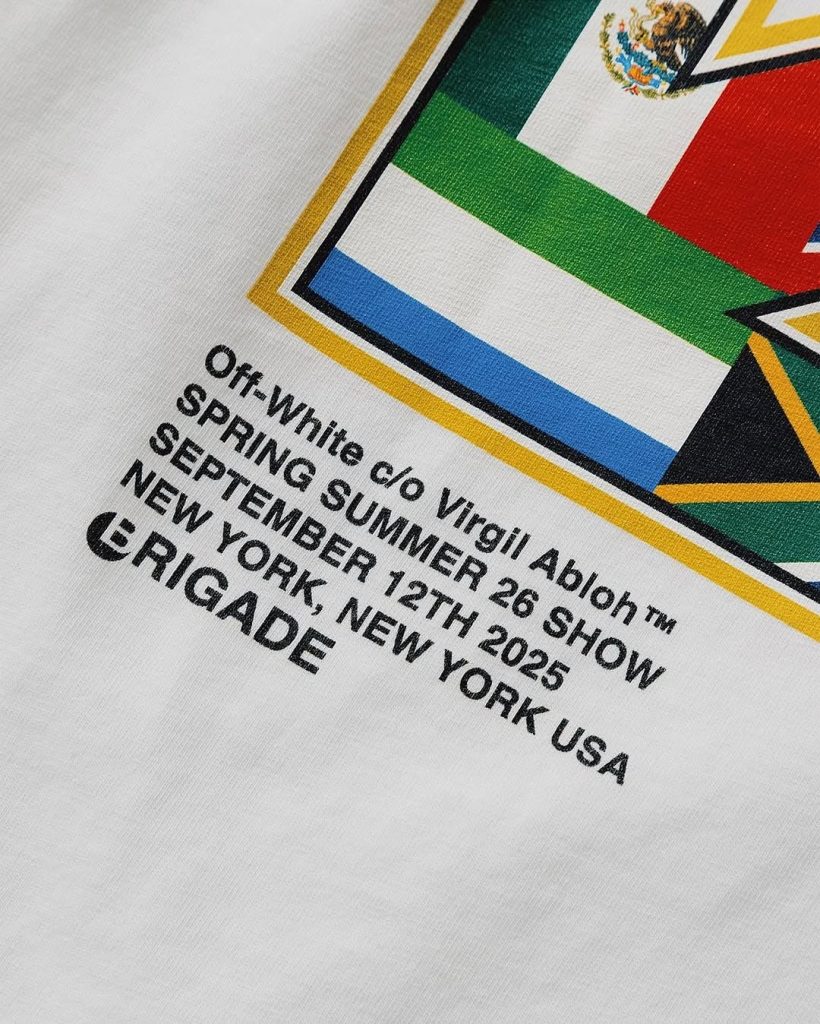 Off-White c/o Virgil Abloh™
SPRING SUMMER 26 SHOW
SEPTEMBER 12TH 2025
NEW YORK, NEW YORK USA
BRIGADE